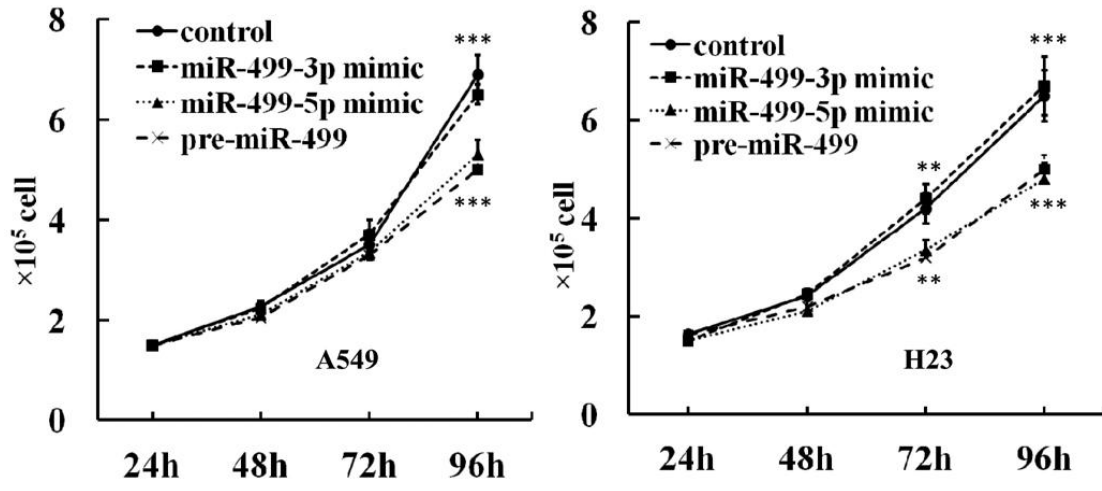 8
6
4
2
0
×10⁵ cell
control
miR-499-3p mimic
miR-499-5p mimic
pre-miR-499
***
***
A549
24h 48h 72h 96h
8
6
4
2
0
×10⁵ cell
control
miR-499-3p mimic
miR-499-5p mimic
pre-miR-499
***
**
***
**
H23
24h 48h 72h 96h